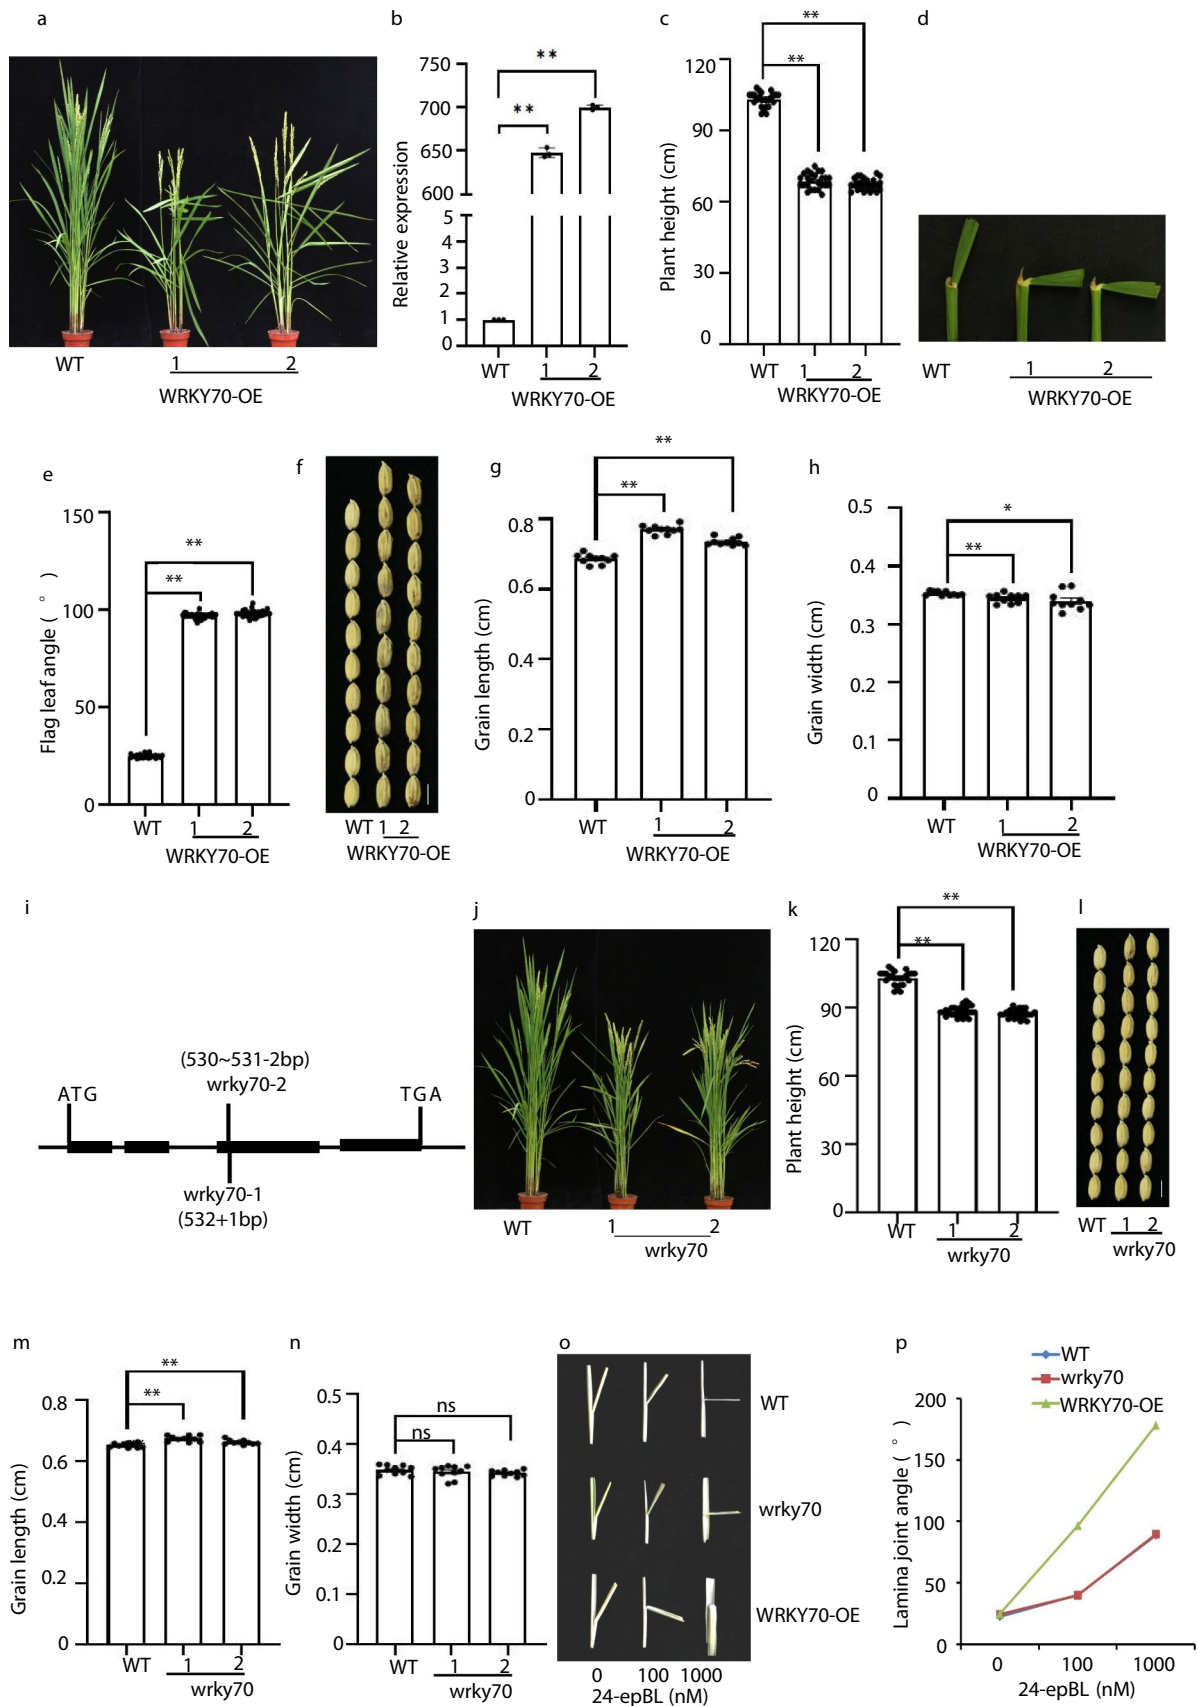 a
WT
1 2
WRKY70-OE
b
Relative expression
750
700
650
600
5
4
3
2
1
0
**
**
WT 1 2
WRKY70-OE
c
Plant height (cm)
120
90
60
30
0
**
**
WT 1 2
WRKY70-OE
d
WT 1 2
WRKY70-OE
e
Flag leaf angle ( ° )
150
100
50
0
**
**
WT 1 2
WRKY70-OE
f
WT 1 2
WRKY70-OE
g
Grain length (cm)
0.8
0.6
0.4
0.2
0
**
**
WT 1 2
WRKY70-OE
h
Grain width (cm)
0.5
0.4
0.3
0.2
0.1
0
*
**
WT 1 2
WRKY70-OE
i
(530~531-2bp)
wrky70-2
ATG TGA
wrky70-1
(532+1bp)
j
WT 1 2
wrky70
k
Plant height (cm)
120
90
60
30
0
**
**
WT 1 2
wrky70
l
WT 1 2
wrky70
m
Grain length (cm)
0.8
0.6
0.4
0.2
0
**
**
WT 1 2
wrky70
n
Grain width (cm)
0.5
0.4
0.3
0.2
0.1
0
ns
ns
WT 1 2
wrky70
o
WT
wrky70
WRKY70-OE
0 100 1000
24-epBL (nM)
p
WT
wrky70
WRKY70-OE
Lamina joint angle ( ° )
200
150
100
50
0
0 100 1000
24-epBL (nM)